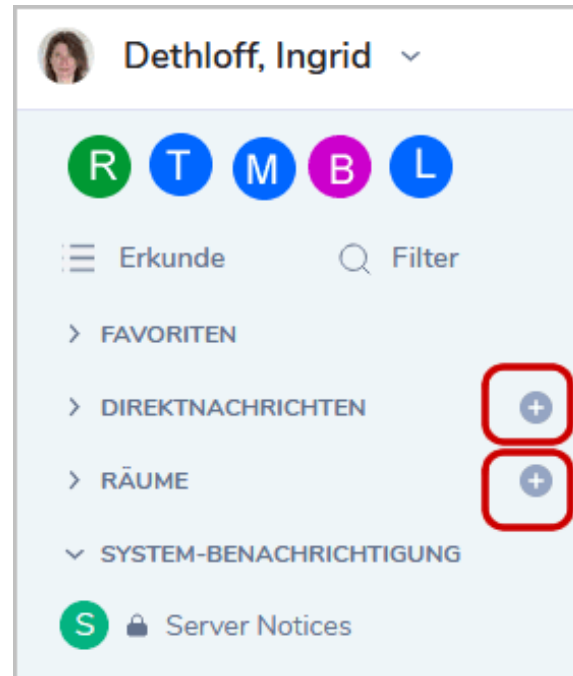 Dethloff, Ingrid
R T M B L
Erkunde Filter
FAVORITEN
DIREKTNACHRICHTEN
RÄUME
SYSTEM-BENACHRICHTIGUNG
S Server Notices